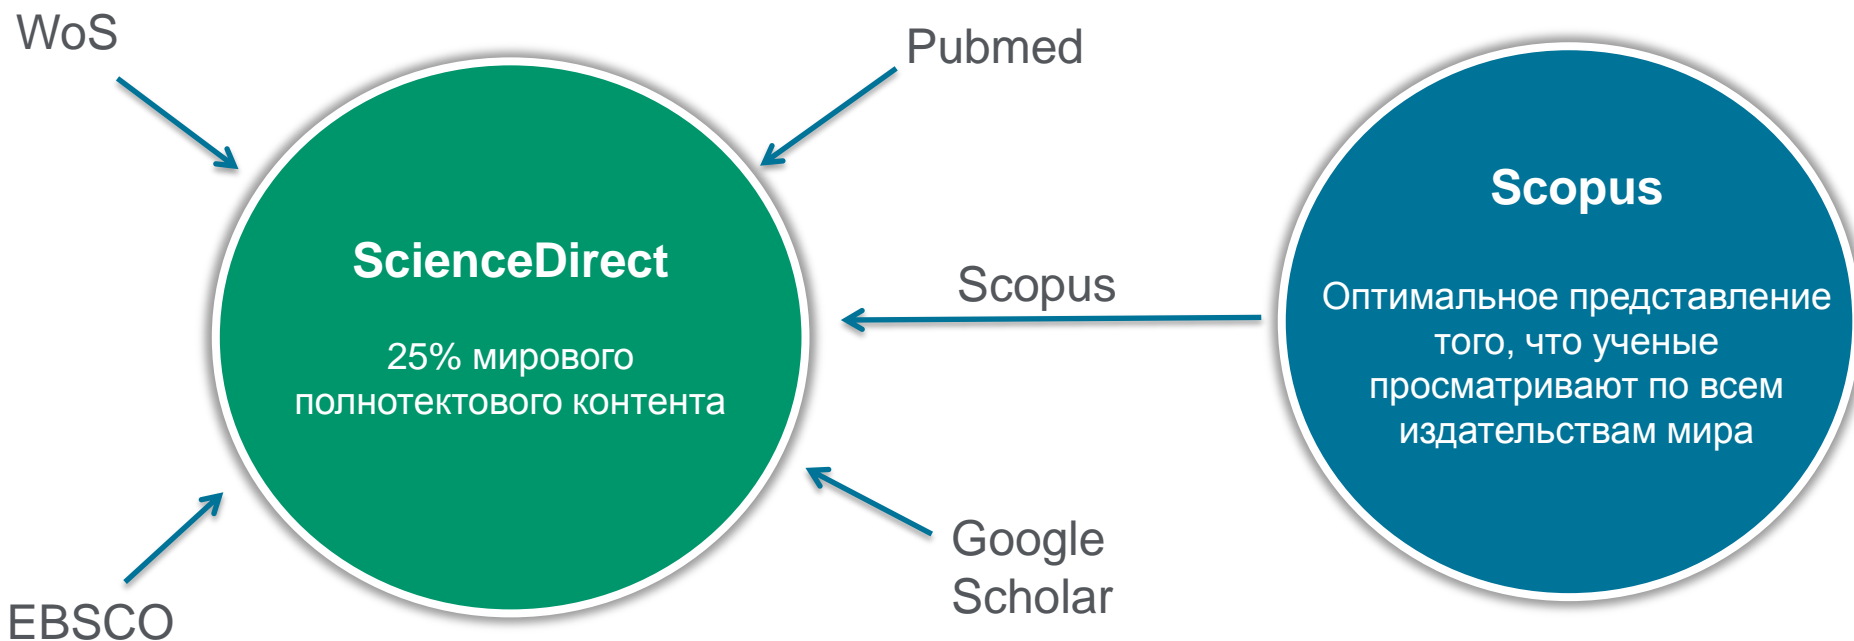 WoS
Pubmed
ScienceDirect
25% мирового
полнотектового контента
Scopus
Scopus
Оптимальное представление
того, что ученые
просматривают по всем
издательствам мира
EBSCO
Google
Scholar